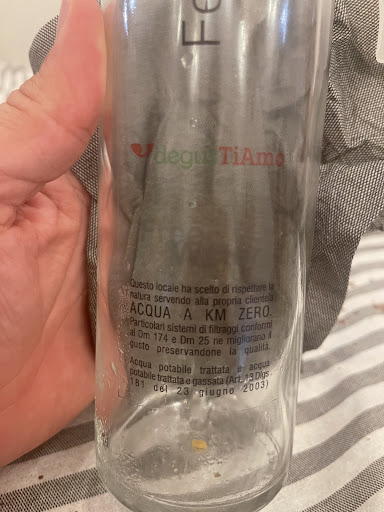 Fe
degusTiAmo
Questo locale ha scelto di rispettare la
natura servendo alla propria clientela
ACQUA A KM ZERO.
Particolari sistemi di filtraggi conformi
al Dm 174 e Dm 25 ne migliorano il
gusto preservandone la qualità.
Acqua potabile trattata e acqua
potabile trattata e gassata (Art. 13 Dlgs
181 del 23 giugno 2003)